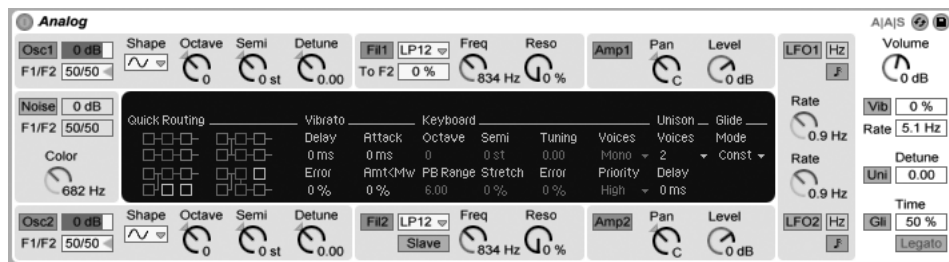 Analog A|A|S
Osc1 0 dB Shape Octave Semi Detune Fil1 LP12 Freq Reso Amp1 Pan Level LFO1 Hz Volume
F1/F2 50/50 0 0 st 0.00 To F2 0 % 834 Hz 0 % C 0 dB 0 dB
Noise 0 dB Rate Vib 0 %
F1/F2 50/50 0.9 Hz Rate 5.1 Hz
Color 682 Hz
Quick Routing Vibrato Keyboard Unison Glide
Delay Attack Octave Semi Tuning Voices Voices Mode
0 ms 0 ms 0 0 st 0.00 Mono 2 Const
Error Amt<Mw PB Range Stretch Error Priority Delay
0 % 0 % 6.00 0 % 0 % High 0 ms
Rate Detune
0.9 Hz Uni 0.00
Osc2 0 dB Shape Octave Semi Detune Fil2 LP12 Freq Reso Amp2 Pan Level LFO2 Hz Time
Gli 50 %
F1/F2 50/50 0 0 st 0.00 Slave 834 Hz 0 % C 0 dB Legato